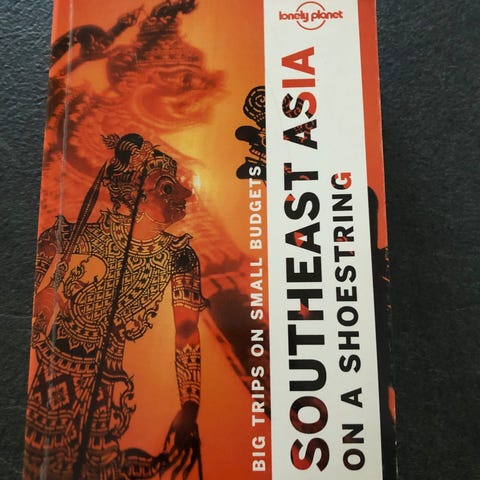 lonely planet
BIG TRIPS ON SMALL BUDGETS
SOUTHEAST ASIA
ON A SHOESTRING